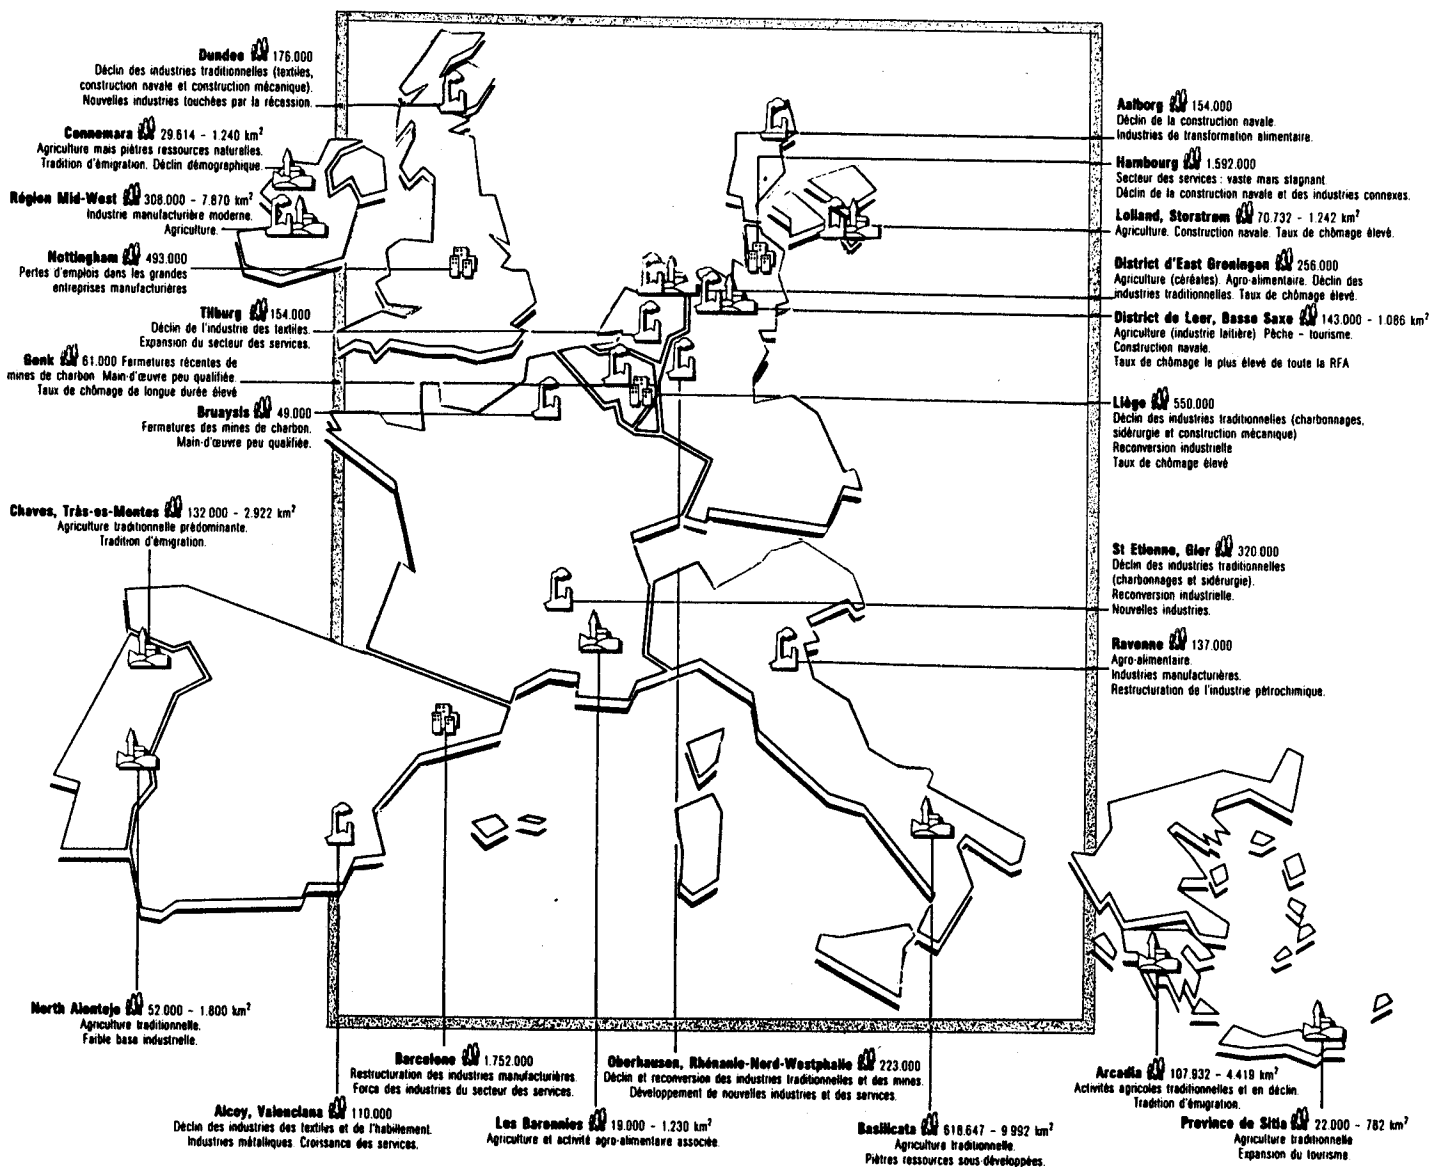 Dundee 176.000
Déclin des industries traditionnelles (textiles,
construction navale et construction mécanique).
Nouvelles industries touchées par la récession.
Connemara 29.614 - 1.240 km²
Agriculture mais piètres ressources naturelles.
Tradition d'émigration. Déclin démographique.
Région Mid-West 308.000 - 7.870 km²
Industrie manufacturière moderne.
Agriculture.
Nottingham 493.000
Pertes d'emplois dans les grandes
entreprises manufacturières
Tilburg 154.000
Déclin de l'industrie des textiles.
Expansion du secteur des services.
Genk 61.000 Fermetures récentes de
mines de charbon. Main-d'œuvre peu qualifiée.
Taux de chômage de longue durée élevé
Bruaysis 49.000
Fermetures des mines de charbon.
Main-d'œuvre peu qualifiée.
Chaves, Trás-os-Montes 132 000 - 2.922 km²
Agriculture traditionnelle prédominante.
Tradition d'émigration.
Aalborg 154.000
Déclin de la construction navale.
Industries de transformation alimentaire.
Hambourg 1.592.000
Secteur des services : vaste mais stagnant
Déclin de la construction navale et des industries connexes.
Lolland, Storstrøm 70.732 - 1.242 km²
Agriculture. Construction navale. Taux de chômage élevé.
District d'East Groningen 256.000
Agriculture (céréales). Agro-alimentaire. Déclin des
industries traditionnelles. Taux de chômage élevé.
District de Leer, Basse Saxe 143.000 - 1.086 km²
Agriculture (industrie laitière) Pêche - tourisme.
Construction navale.
Taux de chômage le plus élevé de toute la RFA
Liège 550.000
Déclin des industries traditionnelles (charbonnages,
sidérurgie et construction mécanique)
Reconversion industrielle
Taux de chômage élevé
St Etienne, Gier 320.000
Déclin des industries traditionnelles
(charbonnages et sidérurgie).
Reconversion industrielle.
Nouvelles industries.
Ravenne 137.000
Agro-alimentaire.
Industries manufacturières.
Restructuration de l'industrie pétrochimique.
North Alentejo 52.000 - 1.800 km²
Agriculture traditionnelle.
Faible base industrielle.
Barcelone 1.752.000
Restructuration des industries manufacturières.
Force des industries du secteur des services.
Oberhausen, Rhénanie-Nord-Westphalie 223.000
Déclin et reconversion des industries traditionnelles et des mines.
Développement de nouvelles industries et des services.
Arcadia 107.932 - 4.419 km²
Activités agricoles traditionnelles et en déclin.
Tradition d'émigration.
Alcoy, Valenciana 110.000
Déclin des industries des textiles et de l'habillement.
Industries métalliques. Croissance des services.
Les Baronnies 19.000 - 1.230 km²
Agriculture et activité agro-alimentaire associée.
Basilicata 618.647 - 9 992 km²
Agriculture traditionnelle.
Piètres ressources sous-développées.
Province de Sitia 22.000 - 782 km²
Agriculture traditionnelle
Expansion du tourisme.